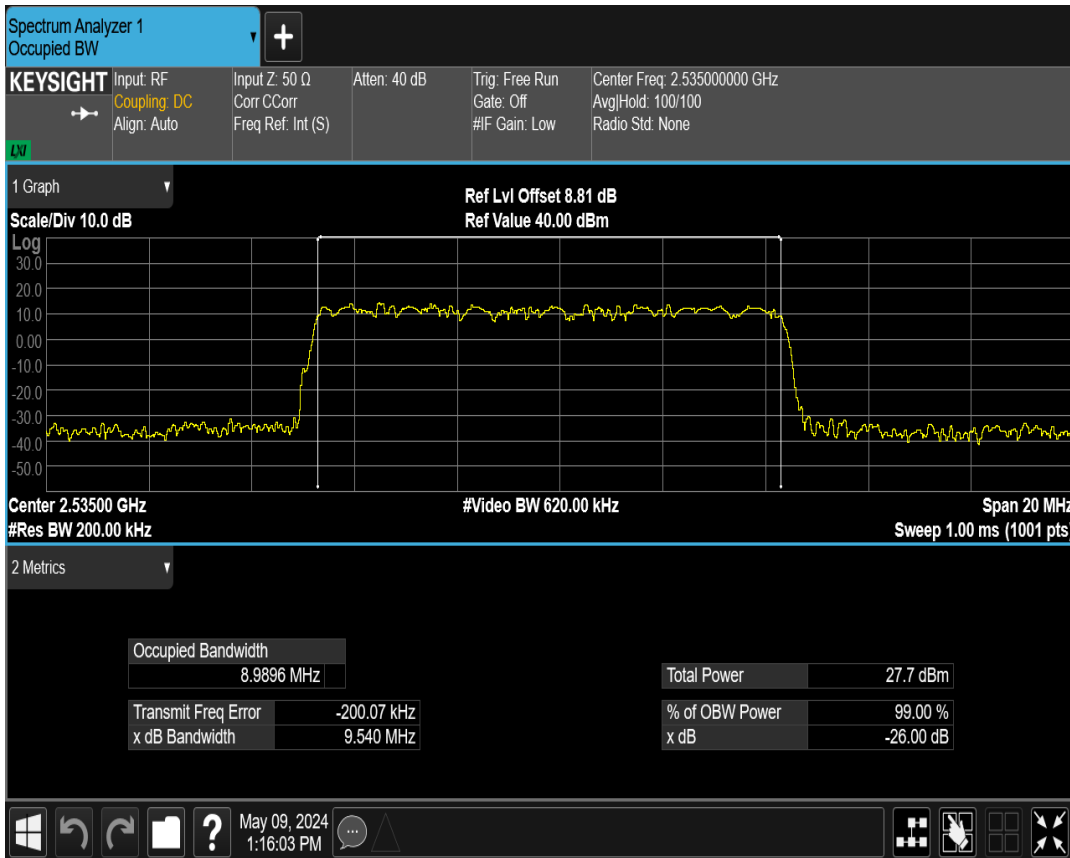 Spectrum Analyzer 1
Occupied BW
KEYSIGHT
Input: RF
Coupling: DC
Align: Auto
Input Z: 50 Ω
Corr CCorr
Freq Ref: Int (S)
Atten: 40 dB
Trig: Free Run
Gate: Off
#IF Gain: Low
Center Freq: 2.535000000 GHz
Avg|Hold: 100/100
Radio Std: None
LXI
1 Graph
Scale/Div 10.0 dB
Ref Lvl Offset 8.81 dB
Ref Value 40.00 dBm
Log
30.0
20.0
10.0
0.00
-10.0
-20.0
-30.0
-40.0
-50.0
Center 2.53500 GHz
#Video BW 620.00 kHz
Span 20 MHz
#Res BW 200.00 kHz
Sweep 1.00 ms (1001 pts)
2 Metrics
Occupied Bandwidth
8.9896 MHz
Total Power 27.7 dBm
Transmit Freq Error -200.07 kHz
% of OBW Power 99.00 %
x dB Bandwidth 9.540 MHz
x dB -26.00 dB
?
May 09, 2024
1:16:03 PM